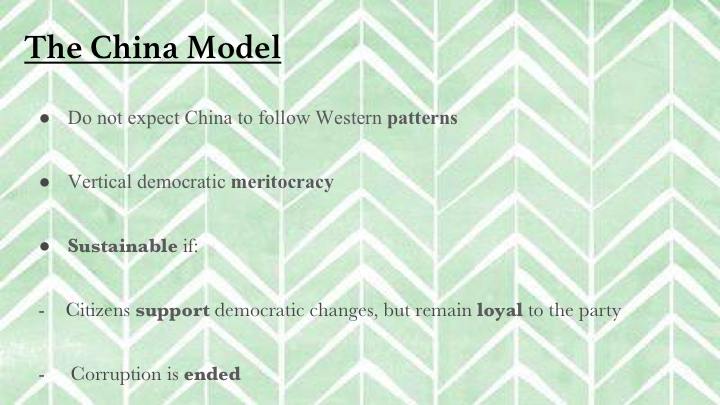 The China Model
● Do not expect China to follow Western patterns
● Vertical democratic meritocracy
● Sustainable if:
- Citizens support democratic changes, but remain loyal to the party
- Corruption is ended